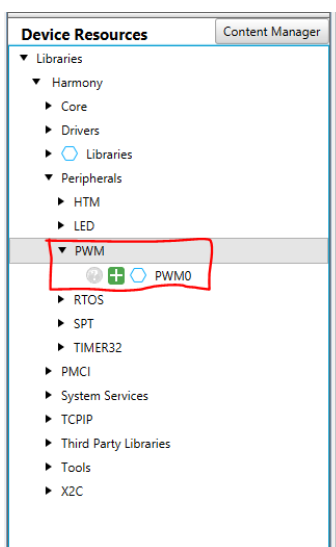 Device Resources
Content Manager
Libraries
Harmony
Core
Drivers
Libraries
Peripherals
HTM
LED
PWM
? PWM0
RTOS
SPT
TIMER32
PMCI
System Services
TCPIP
Third Party Libraries
Tools
X2C